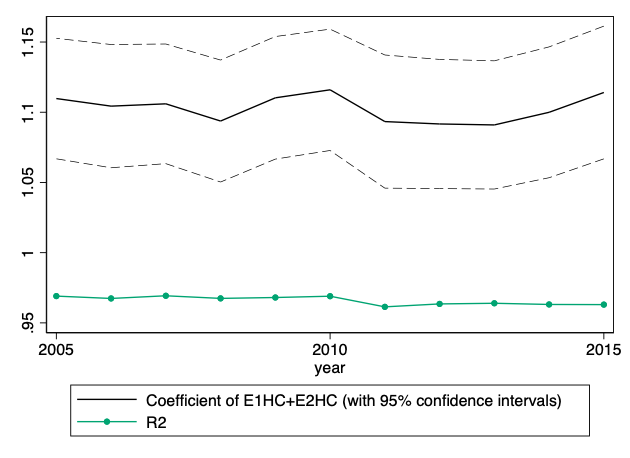 1.15
1.1
1.05
1
.95
2005
2010
2015
year
Coefficient of E1HC+E2HC (with 95% confidence intervals)
R2